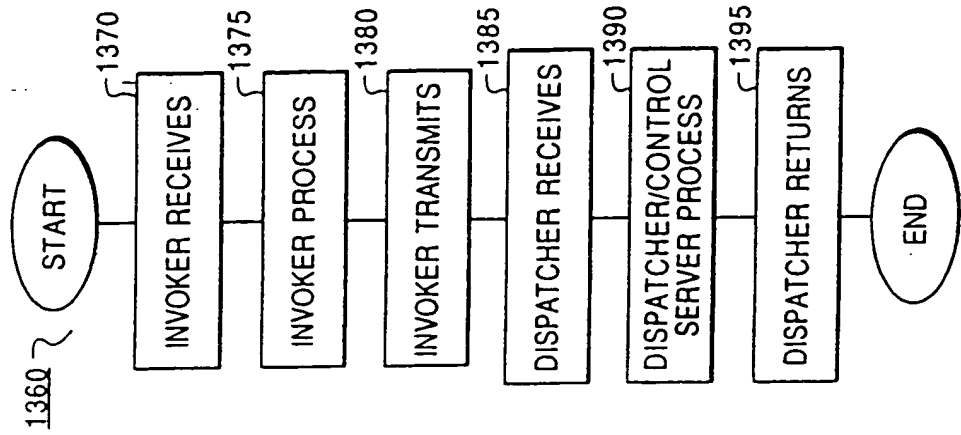 1360
START
1370
INVOKER RECEIVES
1375
INVOKER PROCESS
1380
INVOKER TRANSMITS
1385
DISPATCHER RECEIVES
1390
DISPATCHER/CONTROL
SERVER PROCESS
1395
DISPATCHER RETURNS
END